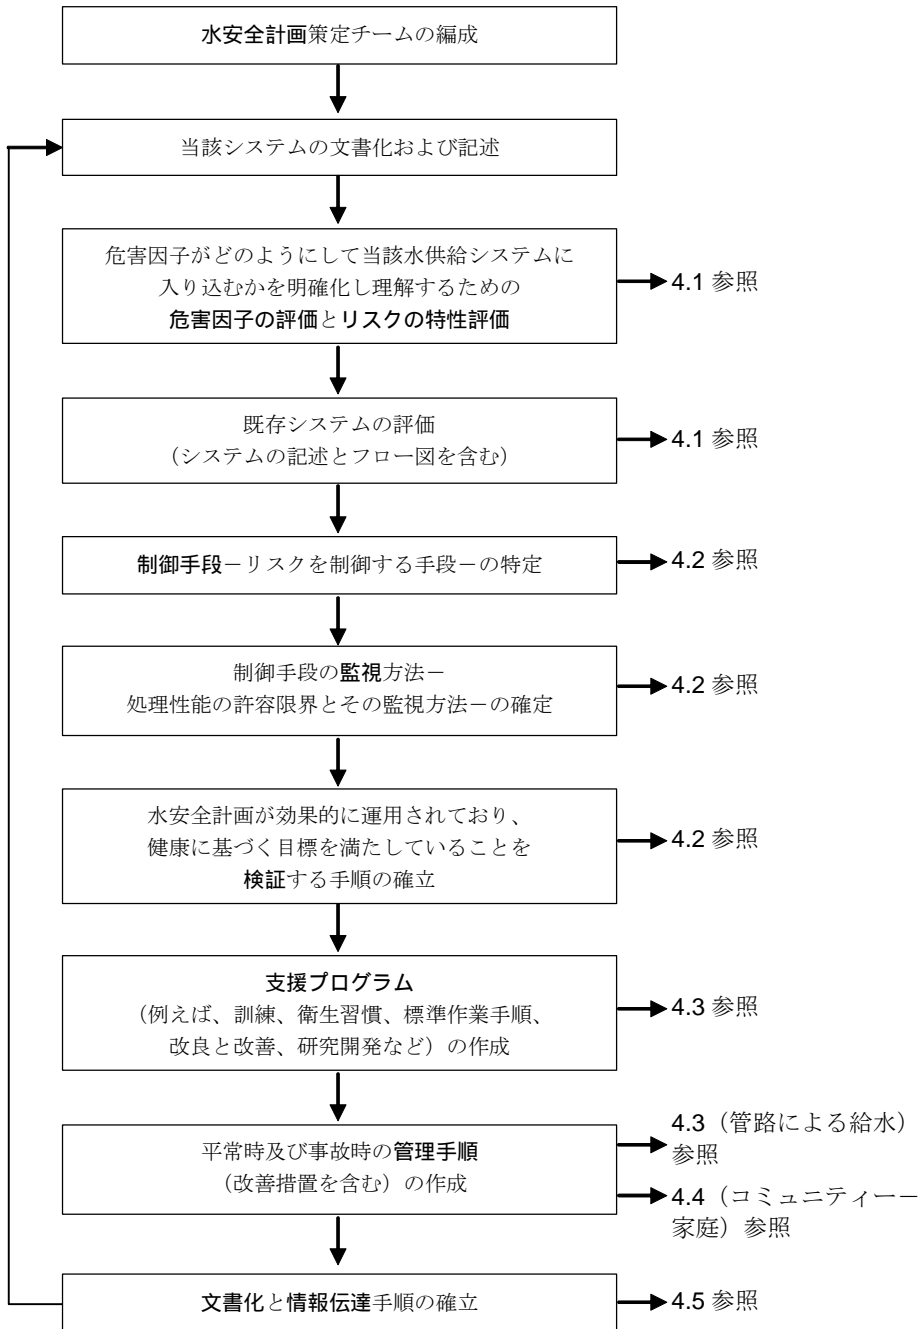 水安全計画策定チームの編成
当該システムの文書化および記述
危害因子がどのようにして当該水供給システムに
入り込むかを明確化し理解するための
危害因子の評価とリスクの特性評価
4.1 参照
既存システムの評価
（システムの記述とフロー図を含む）
4.1 参照
制御手段－リスクを制御する手段－の特定
4.2 参照
制御手段の監視方法－
処理性能の許容限界とその監視方法－の確定
4.2 参照
水安全計画が効果的に運用されており、
健康に基づく目標を満たしていることを
検証する手順の確立
4.2 参照
支援プログラム
（例えば、訓練、衛生習慣、標準作業手順、
改良と改善、研究開発など）の作成
4.3 参照
平常時及び事故時の管理手順
（改善措置を含む）の作成
4.3（管路による給水）
参照
4.4（コミュニティー－
家庭）参照
文書化と情報伝達手順の確立
4.5 参照